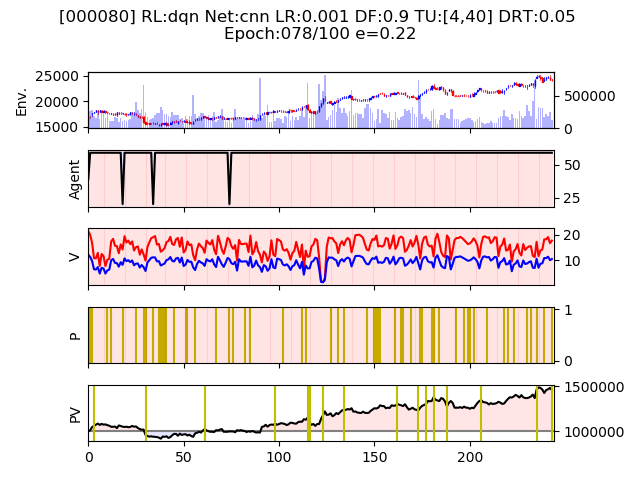 [000080] RL:dqn Net:cnn LR:0.001 DF:0.9 TU:[4,40] DRT:0.05
Epoch:078/100 e=0.22
Env.
25000
20000
15000
500000
0
Agent
50
25
V
20
10
P
1
0
PV
1500000
1000000
0 50 100 150 200